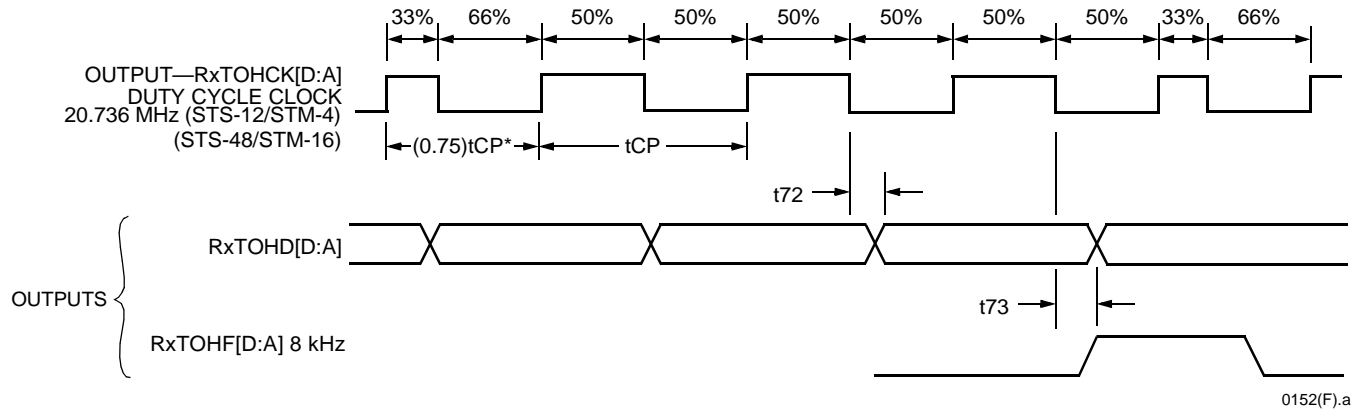 33% 66% 50% 50% 50% 50% 50% 50% 33% 66%
OUTPUT—RxTOHCK[D:A]
DUTY CYCLE CLOCK
20.736 MHz (STS-12/STM-4)
(STS-48/STM-16)
(0.75)tCP* tCP
t72
RxTOHD[D:A]
OUTPUTS
t73
RxTOHF[D:A] 8 kHz
0152(F).a